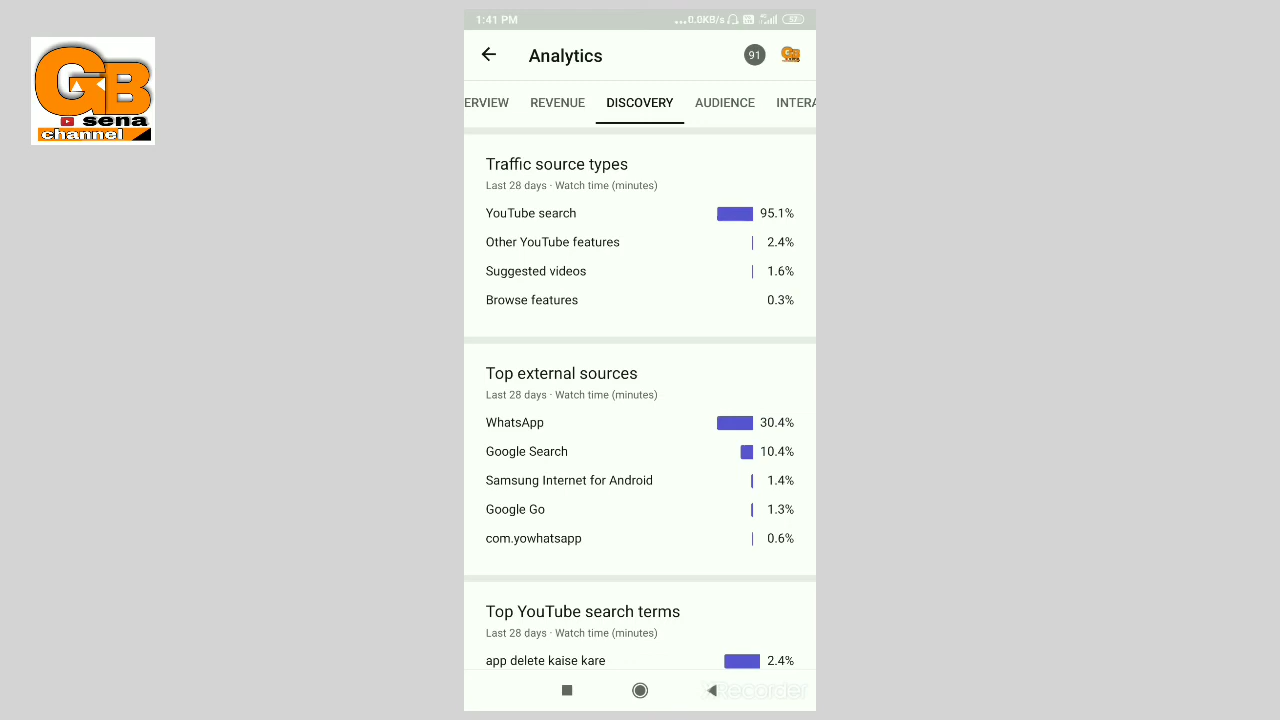 GB
sena
channel
1:41 PM
...0.0KB/s
57
Analytics
91
ERVIEW REVENUE DISCOVERY AUDIENCE INTERA
Traffic source types
Last 28 days · Watch time (minutes)
YouTube search 95.1%
Other YouTube features 2.4%
Suggested videos 1.6%
Browse features 0.3%
Top external sources
Last 28 days · Watch time (minutes)
WhatsApp 30.4%
Google Search 10.4%
Samsung Internet for Android 1.4%
Google Go 1.3%
com.yowhatsapp 0.6%
Top YouTube search terms
Last 28 days · Watch time (minutes)
app delete kaise kare 2.4%
Recorder